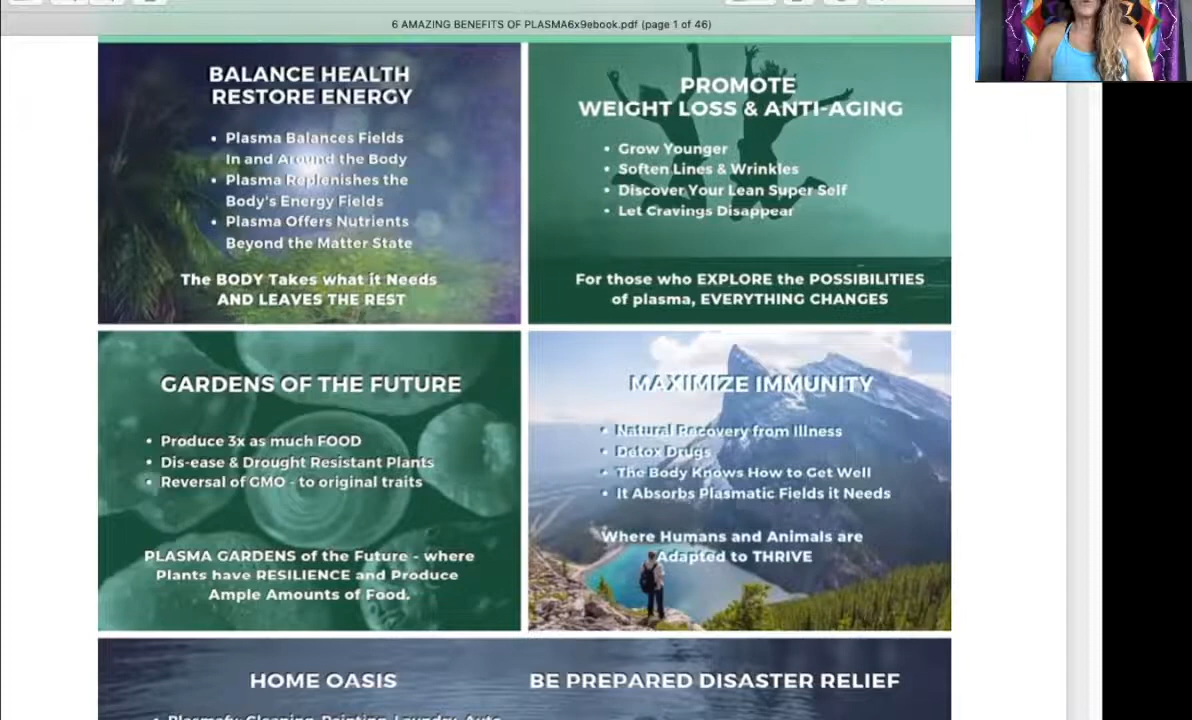 6 AMAZING BENEFITS OF PLASMA6x9ebook.pdf (page 1 of 46)
BALANCE HEALTH
RESTORE ENERGY
• Plasma Balances Fields
In and Around the Body
• Plasma Replenishes the
Body's Energy Fields
• Plasma Offers Nutrients
Beyond the Matter State
The BODY Takes what it Needs
AND LEAVES THE REST
PROMOTE
WEIGHT LOSS & ANTI-AGING
• Grow Younger
• Soften Lines & Wrinkles
• Discover Your Lean Super Self
• Let Cravings Disappear
For those who EXPLORE the POSSIBILITIES
of plasma, EVERYTHING CHANGES
GARDENS OF THE FUTURE
• Produce 3x as much FOOD
• Dis-ease & Drought Resistant Plants
• Reversal of GMO - to original traits
PLASMA GARDENS of the Future - where
Plants have RESILIENCE and Produce
Ample Amounts of Food.
MAXIMIZE IMMUNITY
• Natural Recovery from Illness
• Detox Drugs
• The Body Knows How to Get Well
• It Absorbs Plasmatic Fields it Needs
Where Humans and Animals are
Adapted to THRIVE
HOME OASIS
• Plasmafy Cleaning, Painting, Laundry, Auto
BE PREPARED DISASTER RELIEF